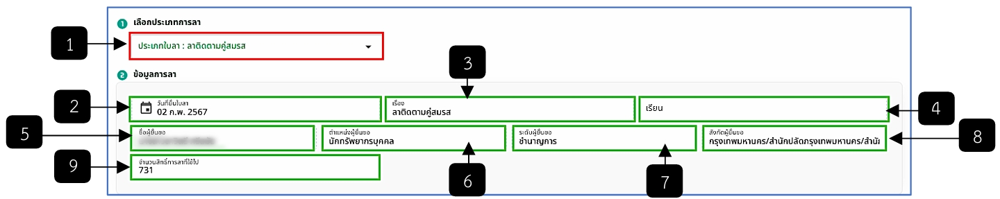 1 เลือกประเภทการลา
1 ประเภทใบลา : ลาติดตามคู่สมรส
3
2 ข้อมูลการลา
2 วันที่ยื่นใบลา เรื่อง
02 ก.พ. 2567 ลาติดตามคู่สมรส เรียน 4
5 ชื่อผู้ยื่นขอ ตำแหน่งผู้ยื่นขอ ระดับผู้ยื่นขอ สังกัดผู้ยื่นขอ 8
นักทรัพยากรบุคคล ชำนาญการ กรุงเทพมหานคร/สำนักปลัดกรุงเทพมหานคร/สำนั
9 จำนวนสิทธิ์การลาที่ใช้ไป
731
6 7